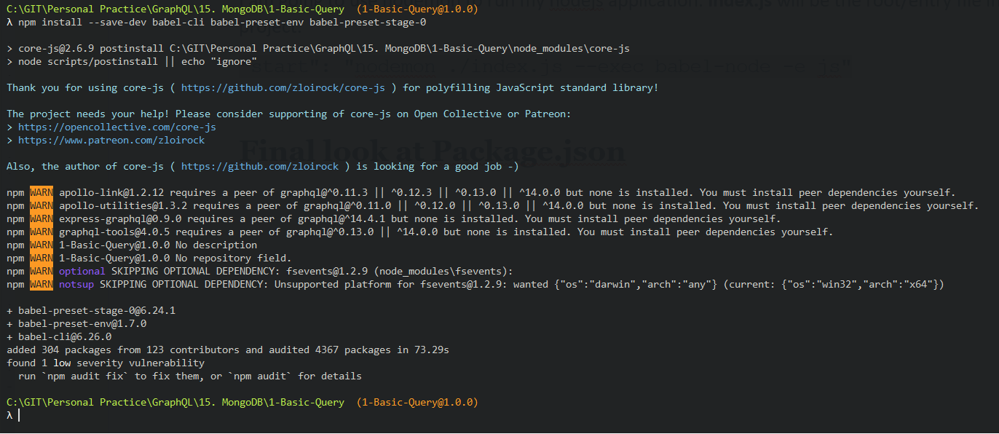 C:\GIT\Personal Practice\GraphQL\15. MongoDB\1-Basic-Query (1-Basic-Query@1.0.0)
λ npm install --save-dev babel-cli babel-preset-env babel-preset-stage-0
> core-js@2.6.9 postinstall C:\GIT\Personal Practice\GraphQL\15. MongoDB\1-Basic-Query\node_modules\core-js
> node scripts/postinstall || echo "ignore"
"start": "nodemon ./index.js --exec babel-node -e js"
Thank you for using core-js ( https://github.com/zloirock/core-js ) for polyfilling JavaScript standard library!
The project needs your help! Please consider supporting of core-js on Open Collective or Patreon:
> https://opencollective.com/core-js
> https://www.patreon.com/zloirock
Final look at Package.json
Also, the author of core-js ( https://github.com/zloirock ) is looking for a good job -)
npm WARN apollo-link@1.2.12 requires a peer of graphql@^0.11.3 || ^0.12.3 || ^0.13.0 || ^14.0.0 but none is installed. You must install peer dependencies yourself.
npm WARN apollo-utilities@1.3.2 requires a peer of graphql@^0.11.0 || ^0.12.0 || ^0.13.0 || ^14.0.0 but none is installed. You must install peer dependencies yourself.
npm WARN express-graphql@0.9.0 requires a peer of graphql@^14.4.1 but none is installed. You must install peer dependencies yourself.
npm WARN graphql-tools@4.0.5 requires a peer of graphql@^0.13.0 || ^14.0.0 but none is installed. You must install peer dependencies yourself.
npm WARN 1-Basic-Query@1.0.0 No description
npm WARN 1-Basic-Query@1.0.0 No repository field.
npm WARN optional SKIPPING OPTIONAL DEPENDENCY: fsevents@1.2.9 (node_modules\fsevents):
npm WARN notsup SKIPPING OPTIONAL DEPENDENCY: Unsupported platform for fsevents@1.2.9: wanted {"os":"darwin","arch":"any"} (current: {"os":"win32","arch":"x64"})
+ babel-preset-stage-0@6.24.1
+ babel-preset-env@1.7.0
+ babel-cli@6.26.0
added 304 packages from 123 contributors and audited 4367 packages in 73.29s
found 1 low severity vulnerability
run `npm audit fix` to fix them, or `npm audit` for details
C:\GIT\Personal Practice\GraphQL\15. MongoDB\1-Basic-Query (1-Basic-Query@1.0.0)
λ